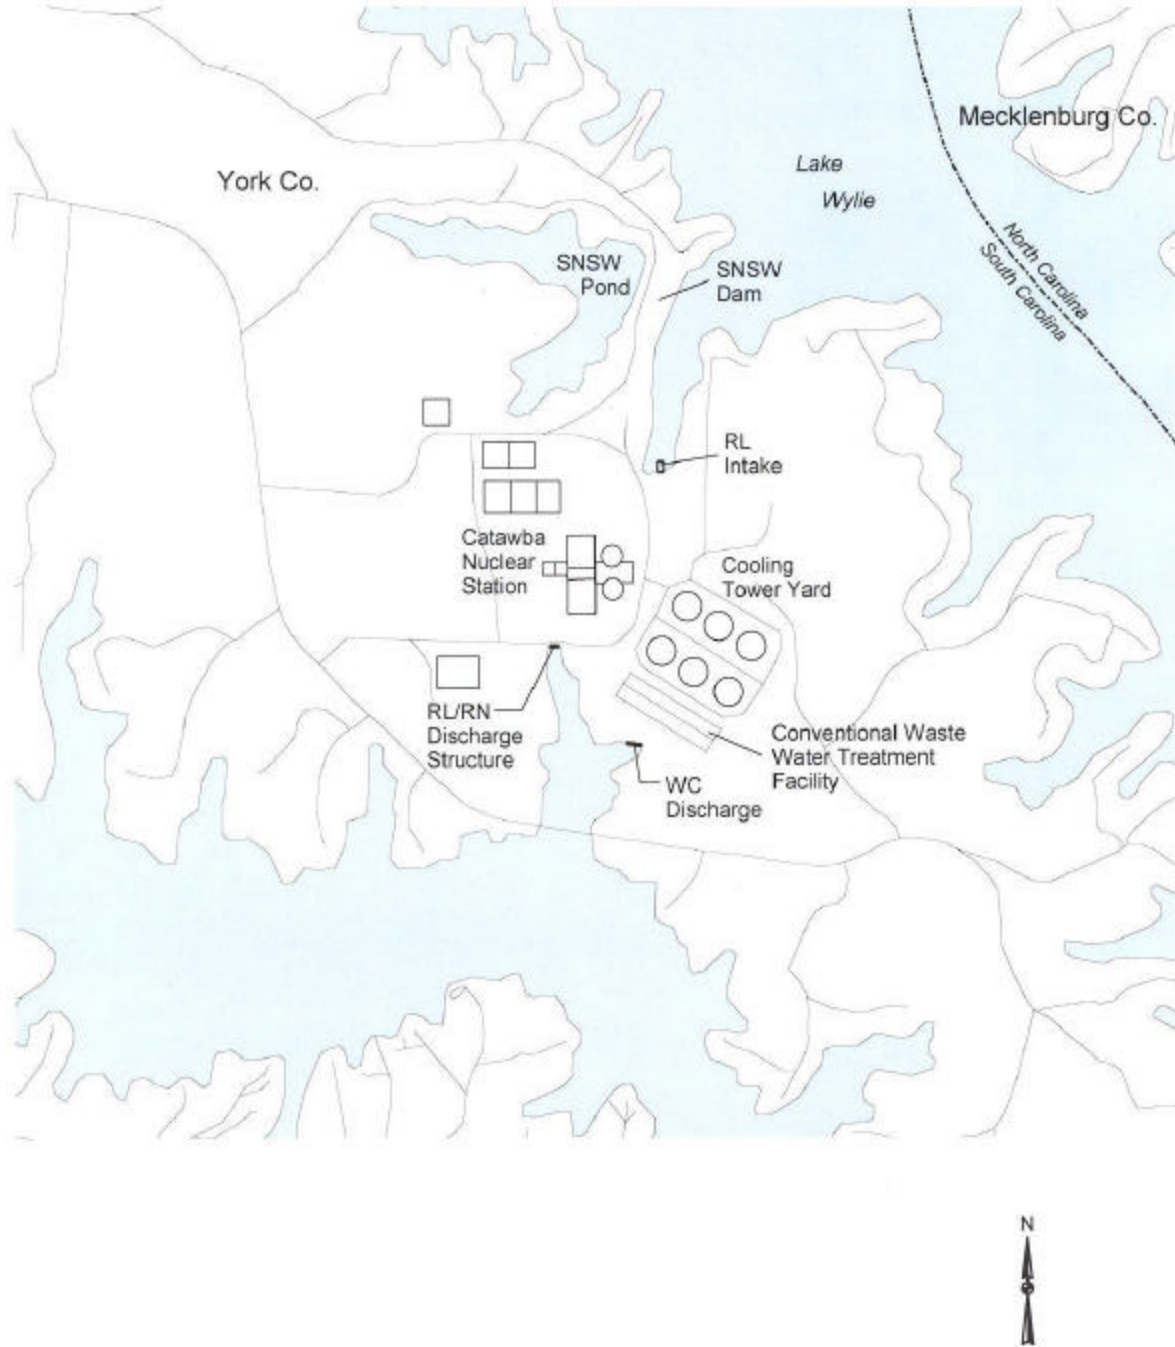 Mecklenburg Co.
Lake
Wylie
York Co.
North Carolina
South Carolina
SNSW
Pond
SNSW
Dam
RL
Intake
Catawba
Nuclear
Station
Cooling
Tower Yard
RL/RN
Discharge
Structure
Conventional Waste
Water Treatment
Facility
WC
Discharge
N